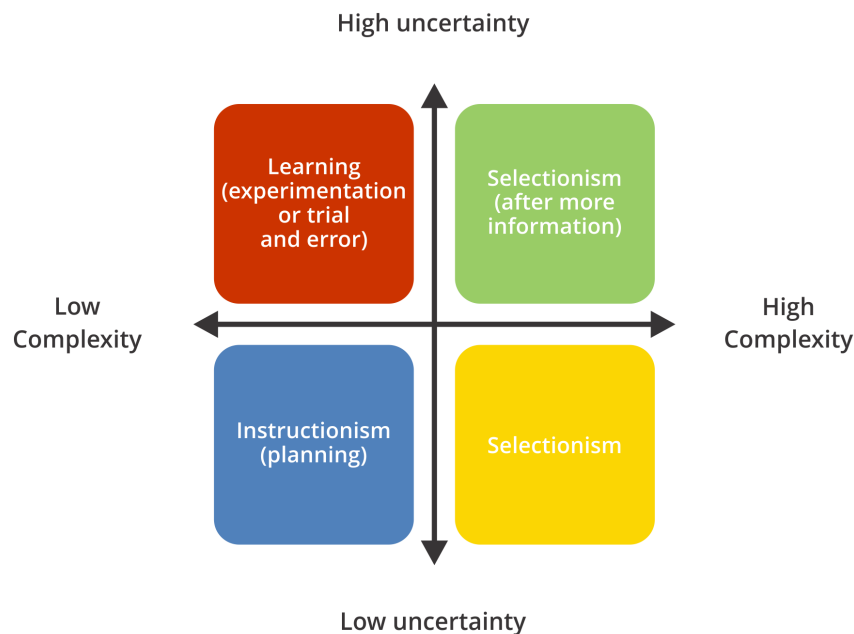 High uncertainty
Learning
(experimentation
or trial
and error)
Selectionism
(after more
information)
Low
Complexity
High
Complexity
Instructionism
(planning)
Selectionism
Low uncertainty